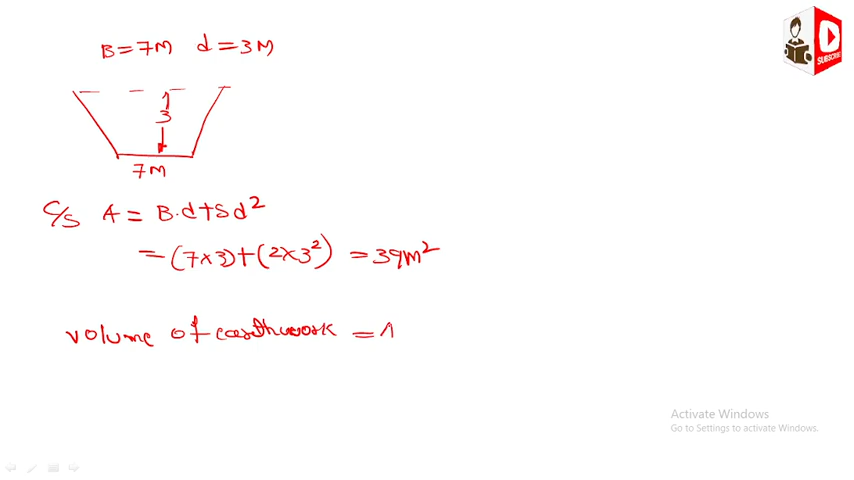 B = 7M d = 3M
3
7M
C/S A = B.d+Sd²
= (7×3)+(2×3²) = 39m²
volume of earthwork = A
SUBSCRIBE
Activate Windows
Go to Settings to activate Windows.